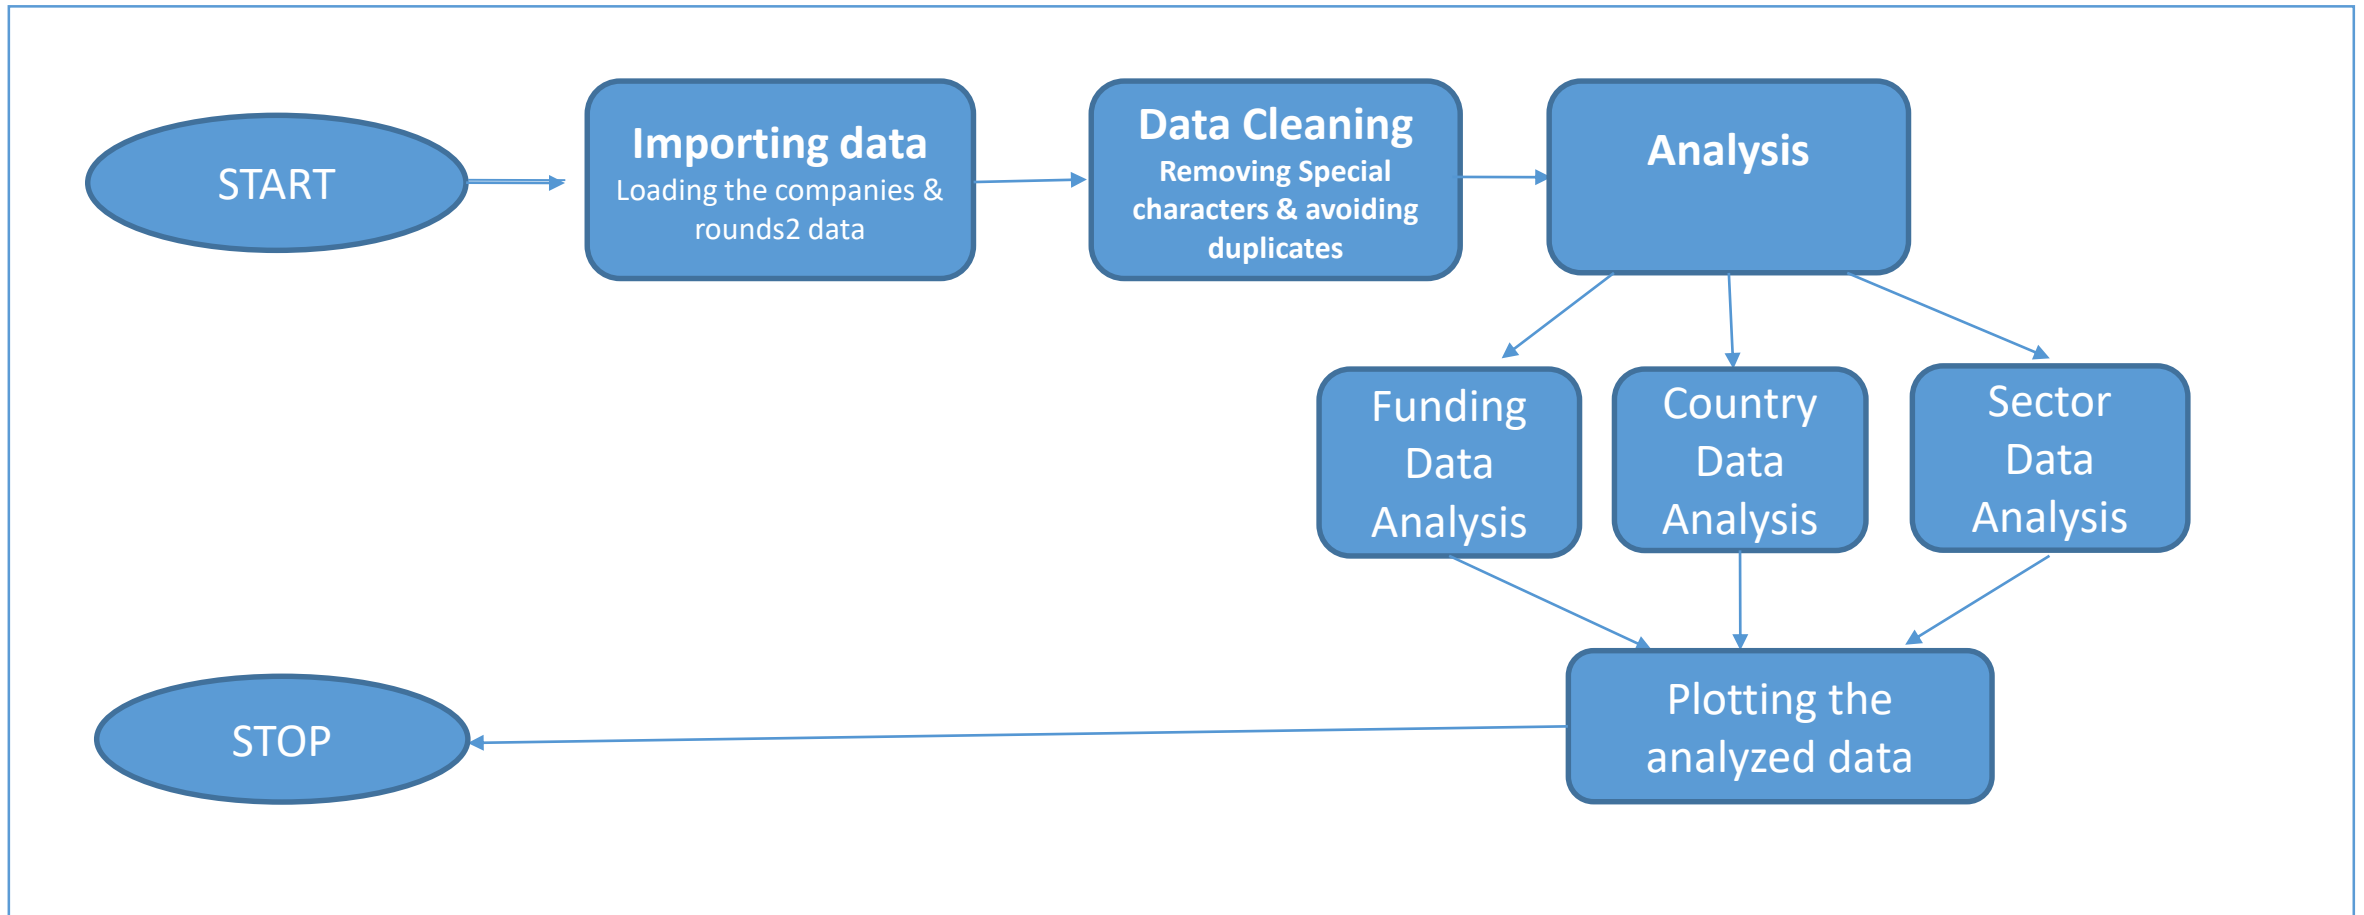 START
Importing data
Loading the companies &
rounds2 data
Data Cleaning
Removing Special
characters & avoiding
duplicates
Analysis
Funding
Data
Analysis
Country
Data
Analysis
Sector
Data
Analysis
Plotting the
analyzed data
STOP